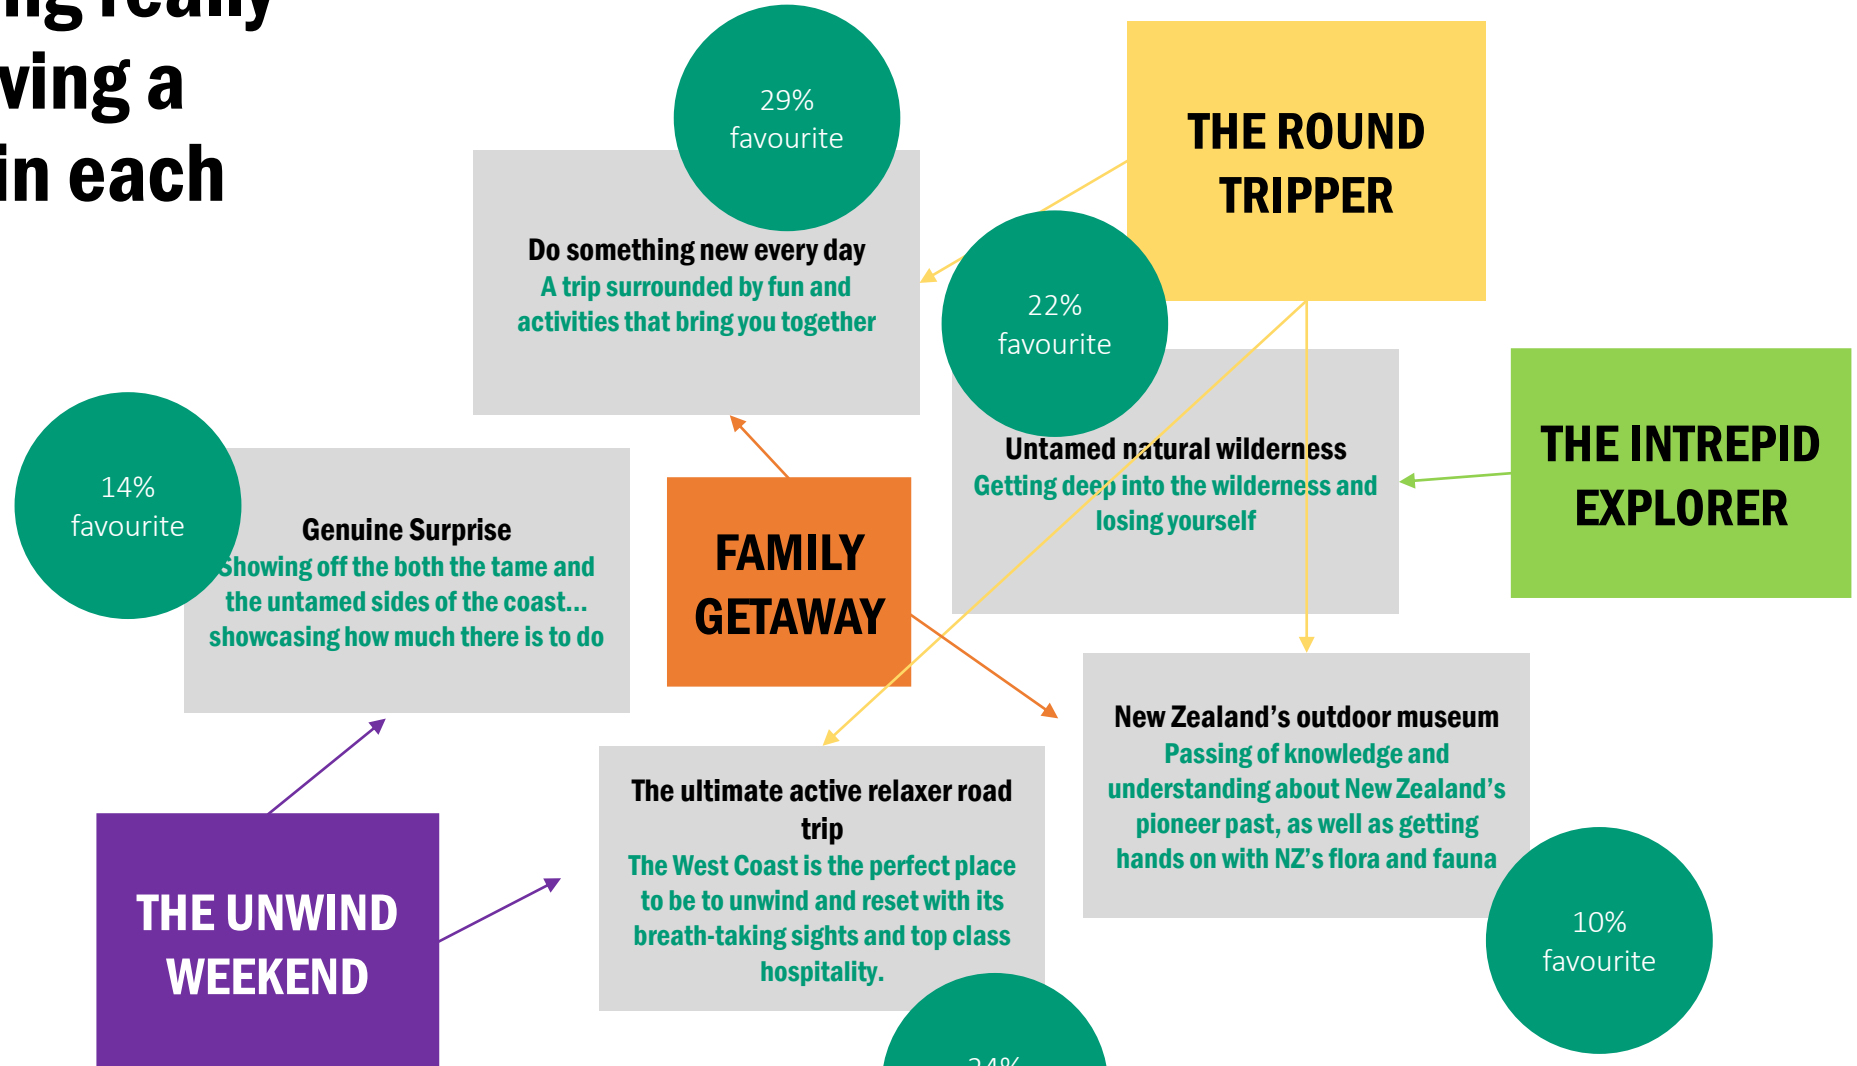 ng really
ving a
in each
29%
favourite
THE ROUND
TRIPPER
Do something new every day
A trip surrounded by fun and
activities that bring you together
22%
favourite
Untamed natural wilderness
Getting deep into the wilderness and
losing yourself
THE INTREPID
EXPLORER
14%
favourite
Genuine Surprise
Showing off the both the tame and
the untamed sides of the coast...
showcasing how much there is to do
FAMILY
GETAWAY
New Zealand's outdoor museum
Passing of knowledge and
understanding about New Zealand's
pioneer past, as well as getting
hands on with NZ's flora and fauna
The ultimate active relaxer road
trip
The West Coast is the perfect place
to be to unwind and reset with its
breath-taking sights and top class
hospitality.
THE UNWIND
WEEKEND
10%
favourite